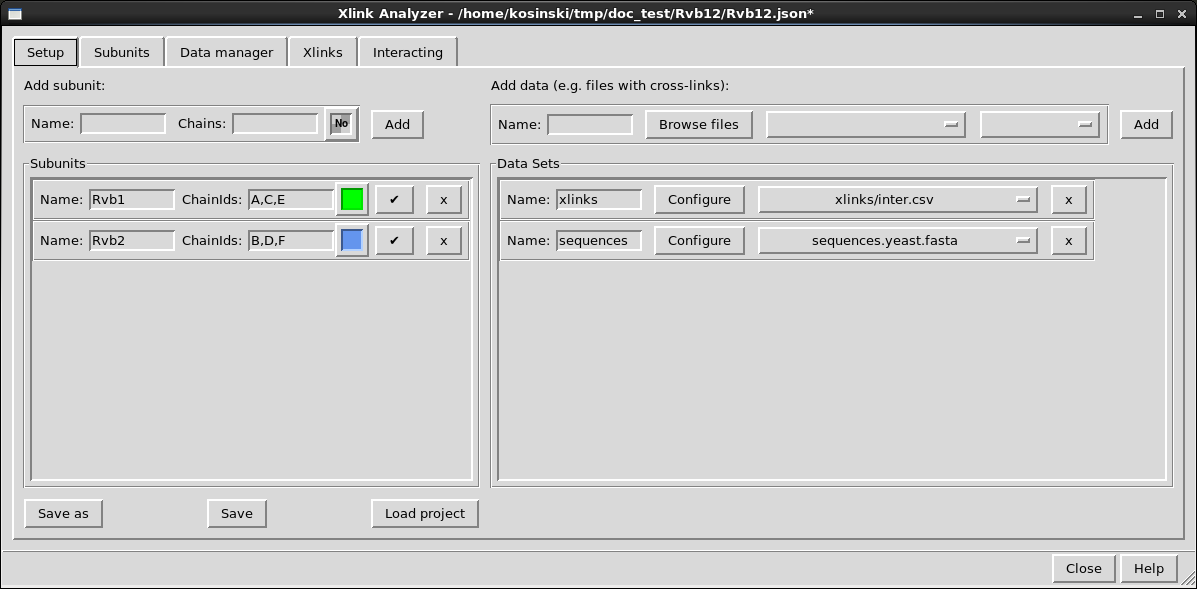 Xlink Analyzer - /home/kosinski/tmp/doc_test/Rvb12/Rvb12.json*
Setup Subunits Data manager Xlinks Interacting
Add subunit: Add data (e.g. files with cross-links):
Name: Chains: No Add Name: Browse files Add
Subunits Data Sets
Name: Rvb1 ChainIds: A,C,E ✔ x Name: xlinks Configure xlinks/inter.csv x
Name: Rvb2 ChainIds: B,D,F ✔ x Name: sequences Configure sequences.yeast.fasta x
Save as Save Load project
Close Help